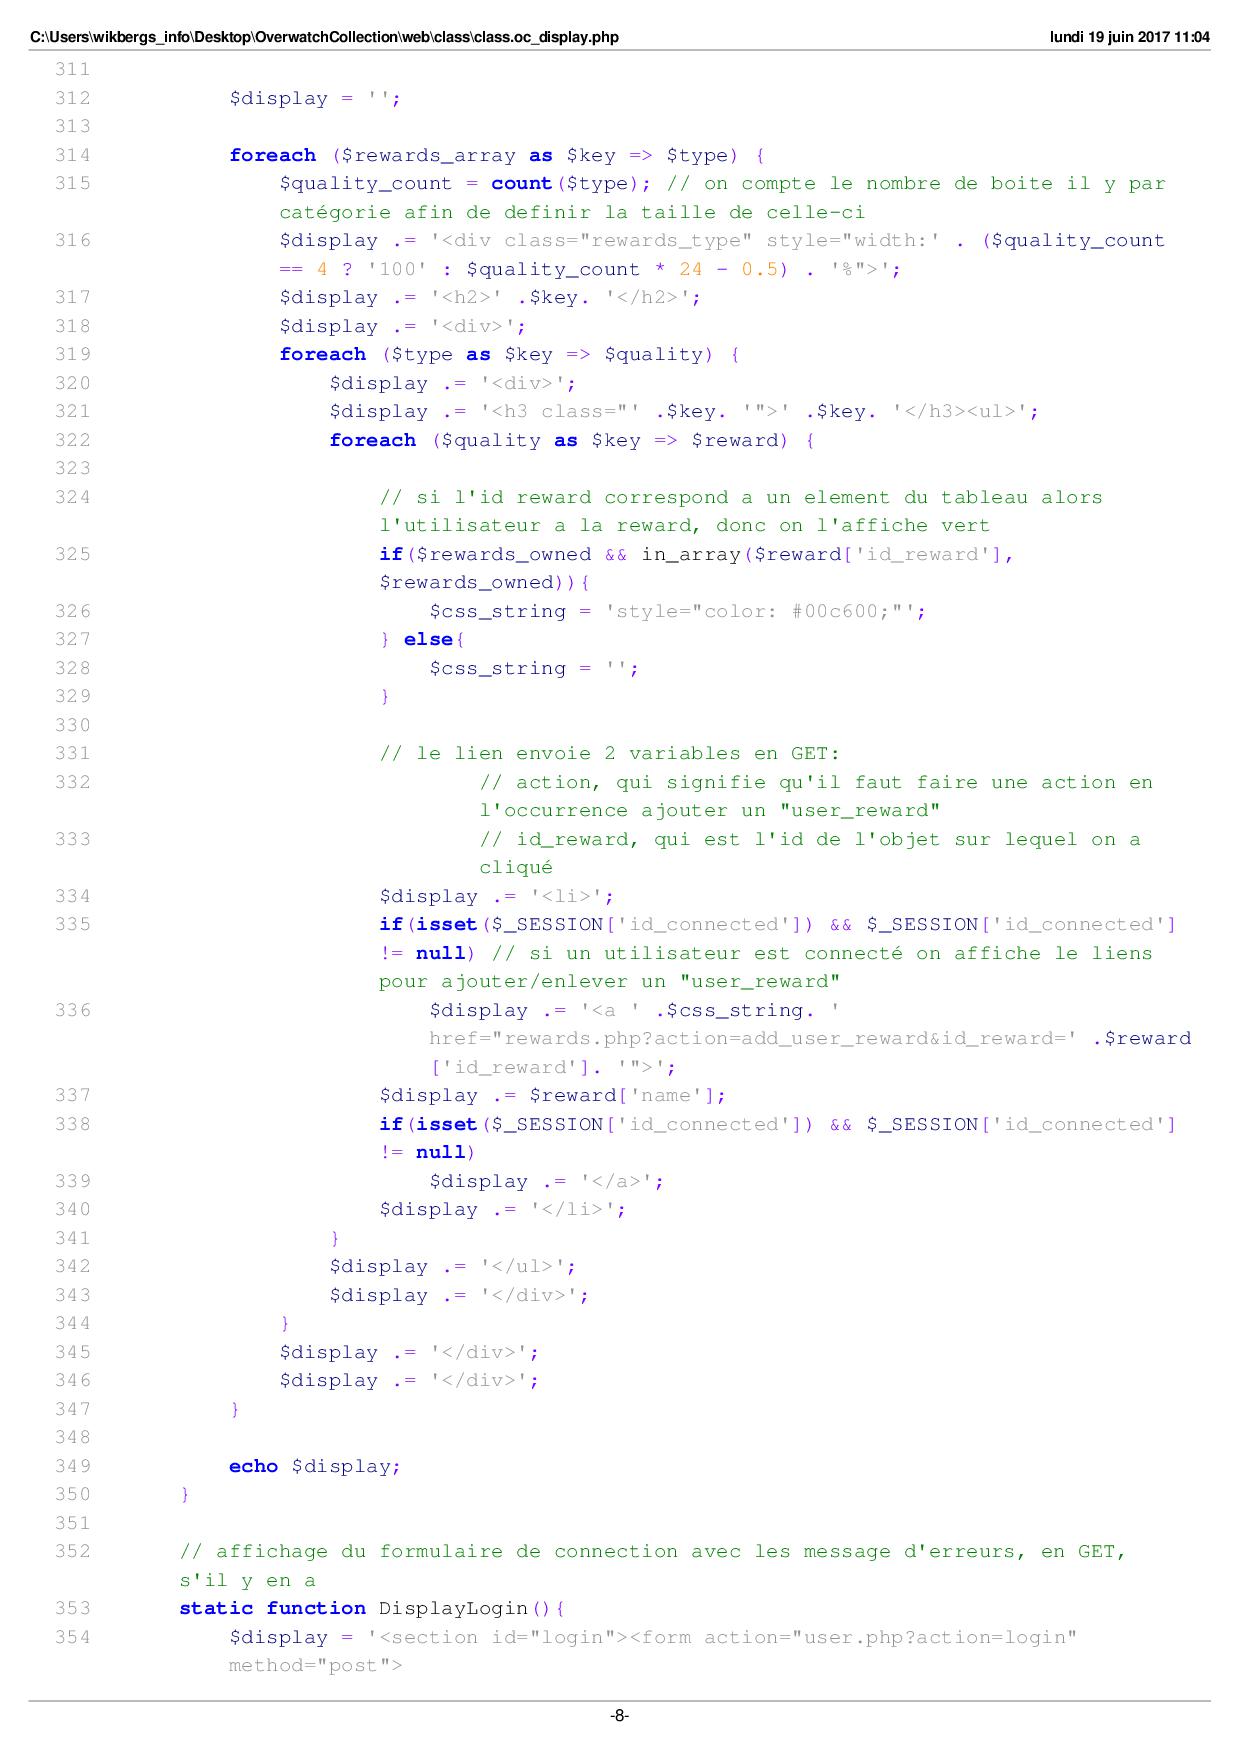 C:\Users\wikbergs_info\Desktop\OverwatchCollection\web\class\class.oc_display.php lundi 19 juin 2017 11:04
311
312 $display = '';
313
314 foreach ($rewards_array as $key => $type) {
315 $quality_count = count($type); // on compte le nombre de boite il y par
catégorie afin de definir la taille de celle-ci
316 $display .= '<div class="rewards_type" style="width:' . ($quality_count
== 4 ? '100' : $quality_count * 24 - 0.5) . '%">';
317 $display .= '<h2>' .$key. '</h2>';
318 $display .= '<div>';
319 foreach ($type as $key => $quality) {
320 $display .= '<div>';
321 $display .= '<h3 class="' .$key. '">' .$key. '</h3><ul>';
322 foreach ($quality as $key => $reward) {
323
324 // si l'id reward correspond a un element du tableau alors
l'utilisateur a la reward, donc on l'affiche vert
325 if($rewards_owned && in_array($reward['id_reward'],
$rewards_owned)){
326 $css_string = 'style="color: #00c600;"';
327 } else{
328 $css_string = '';
329 }
330
331 // le lien envoie 2 variables en GET:
332 // action, qui signifie qu'il faut faire une action en
l'occurrence ajouter un "user_reward"
333 // id_reward, qui est l'id de l'objet sur lequel on a
cliqué
334 $display .= '<li>';
335 if(isset($_SESSION['id_connected']) && $_SESSION['id_connected']
!= null) // si un utilisateur est connecté on affiche le liens
pour ajouter/enlever un "user_reward"
336 $display .= '<a ' .$css_string. '
href="rewards.php?action=add_user_reward&id_reward=' .$reward
['id_reward']. '">';
337 $display .= $reward['name'];
338 if(isset($_SESSION['id_connected']) && $_SESSION['id_connected']
!= null)
339 $display .= '</a>';
340 $display .= '</li>';
341 }
342 $display .= '</ul>';
343 $display .= '</div>';
344 }
345 $display .= '</div>';
346 $display .= '</div>';
347 }
348
349 echo $display;
350 }
351
352 // affichage du formulaire de connection avec les message d'erreurs, en GET,
s'il y en a
353 static function DisplayLogin(){
354 $display = '<section id="login"><form action="user.php?action=login"
method="post">
-8-